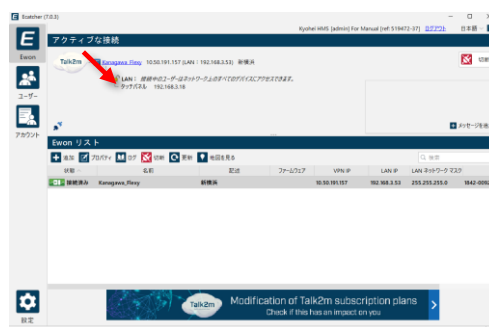 Ecatcher (7.0.3)
Kyohei HMS [admin] For Manual [ref: 519472-37] ログアウト 日本語
アクティブな接続
Talk2m Kanagawa_Flexy 10.50.191.157 (LAN : 192.168.3.53) 新横浜
切断
LAN : 接続中のユーザーはネットワーク上のすべてのデバイスにアクセスできます。
タッチパネル 192.168.3.18
Ewon
ユーザー
アカウント
設定
メッセージを
Ewon リスト
追加 プロパティ ログ 切断 更新 地図を見る
検索
状態 名前 記述 ファームウェア VPN IP LAN IP LAN ネットワーク マスク
接続済み Kanagawa_Flexy 新横浜 10.50.191.157 192.168.3.53 255.255.255.0
Talk2m
Modification of Talk2m subscription plans
Check if this has an impact on you